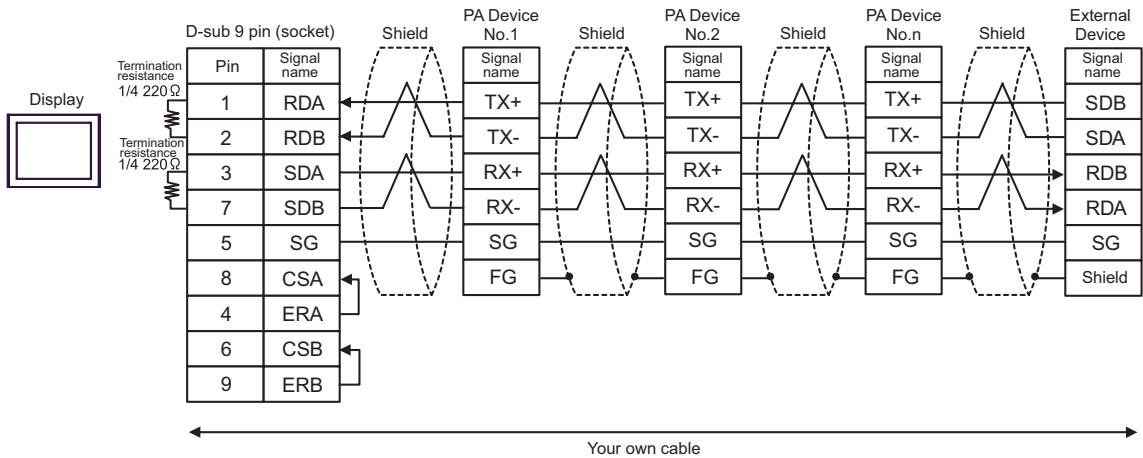 PA Device No.1
PA Device No.2
PA Device No.n
External Device
D-sub 9 pin (socket)
Shield
Shield
Shield
Shield
Termination resistance 1/4 220 Ω
Termination resistance 1/4 220 Ω
Display
Pin Signal name
1 RDA
2 RDB
3 SDA
7 SDB
5 SG
8 CSA
4 ERA
6 CSB
9 ERB
Signal name
TX+
TX-
RX+
RX-
SG
FG
Signal name
TX+
TX-
RX+
RX-
SG
FG
Signal name
TX+
TX-
RX+
RX-
SG
FG
Signal name
SDB
SDA
RDB
RDA
SG
Shield
Your own cable